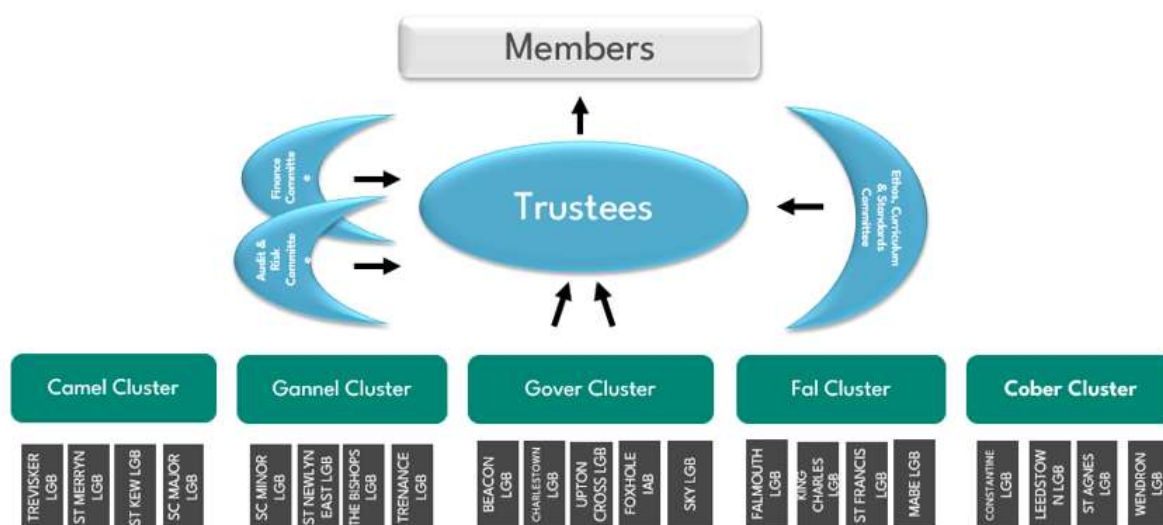 Members
Finance
Committe
e
Audit &
Risk
Committe
e
Trustees
Ethos, Curriculum
& Standards
Committee
Camel Cluster
Gannel Cluster
Gover Cluster
Fal Cluster
Cober Cluster
TREVISKER
LGB
ST MERRYN
LGB
ST KEW LGB
SC MAJOR
LGB
SC MINOR
LGB
ST NEWLYN
EAST LGB
THE BISHOPS
LGB
TRENANCE
LGB
BEACON
LGB
CHARLESTOWN
LGB
UPTON
CROSS LGB
FOXHOLE
IAB
SKY LGB
FALMOUTH
LGB
KING
CHARLES
LGB
ST FRANCIS
LGB
MABE LGB
CONSTANTINE
LGB
LEEDSTOW
N LGB
ST AGNES
LGB
WENDRON
LGB